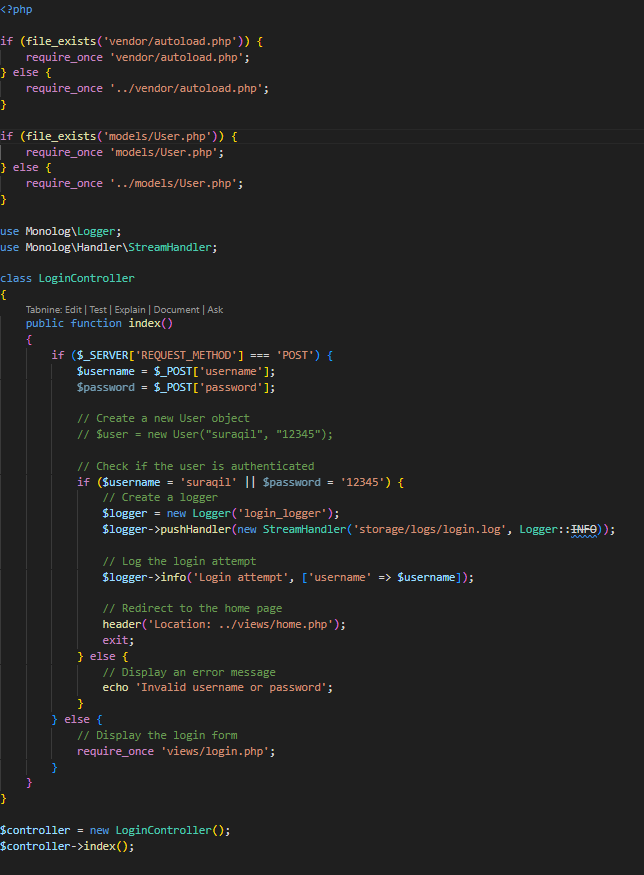 <?php
if (file_exists('vendor/autoload.php')) {
    require_once 'vendor/autoload.php';
} else {
    require_once '../vendor/autoload.php';
}
if (file_exists('models/User.php')) {
    require_once 'models/User.php';
} else {
    require_once '../models/User.php';
}
use Monolog\Logger;
use Monolog\Handler\StreamHandler;
class LoginController
{
    Tabnine: Edit | Test | Explain | Document | Ask
    public function index()
    {
        if ($_SERVER['REQUEST_METHOD'] === 'POST') {
            $username = $_POST['username'];
            $password = $_POST['password'];
            // Create a new User object
            // $user = new User("suraqil", "12345");
            // Check if the user is authenticated
            if ($username = 'suraqil' || $password = '12345') {
                // Create a logger
                $logger = new Logger('login_logger');
                $logger->pushHandler(new StreamHandler('storage/logs/login.log', Logger::INFO));
                // Log the login attempt
                $logger->info('Login attempt', ['username' => $username]);
                // Redirect to the home page
                header('Location: ../views/home.php');
                exit;
            } else {
                // Display an error message
                echo 'Invalid username or password';
            }
        } else {
            // Display the login form
            require_once 'views/login.php';
        }
    }
}
$controller = new LoginController();
$controller->index();